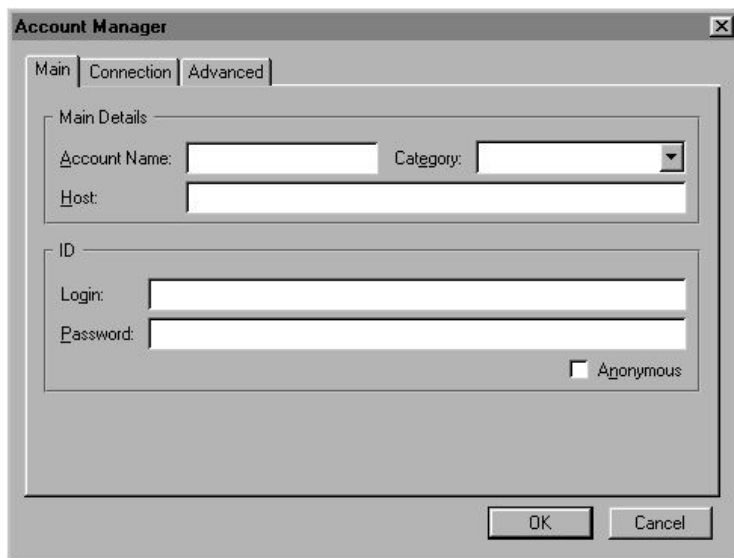 Account Manager
Main Connection Advanced
Main Details
Account Name: Category:
Host:
ID
Login:
Password:
Anonymous
OK Cancel